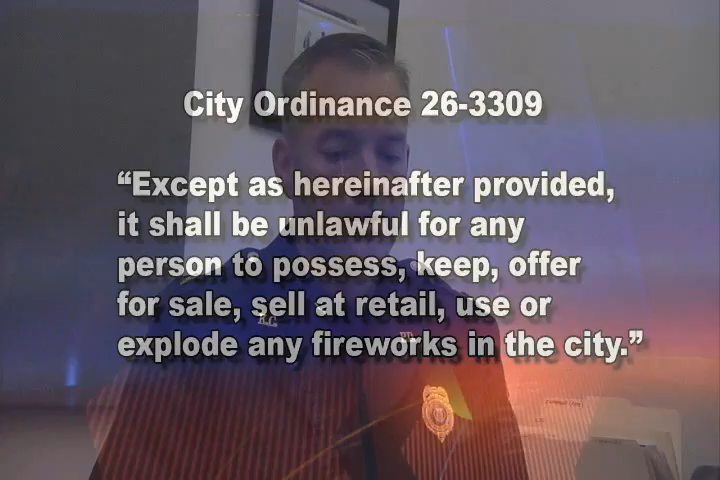 City Ordinance 26-3309
“Except as hereinafter provided,
it shall be unlawful for any
person to possess, keep, offer
for sale, sell at retail, use or
explode any fireworks in the city.”